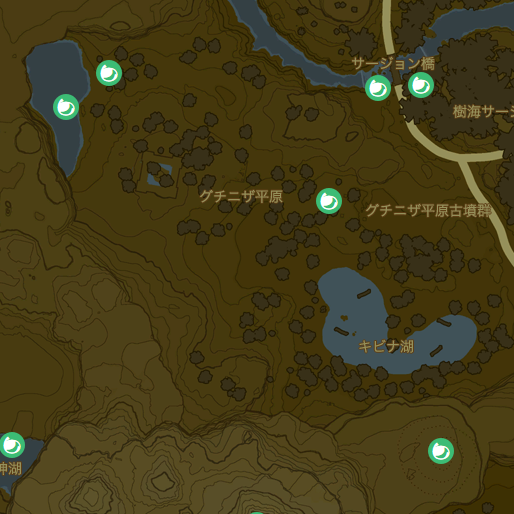 サージョン橋
樹海サージ
グチニザ平原
グチニザ平原古墳群
キビナ湖
神湖